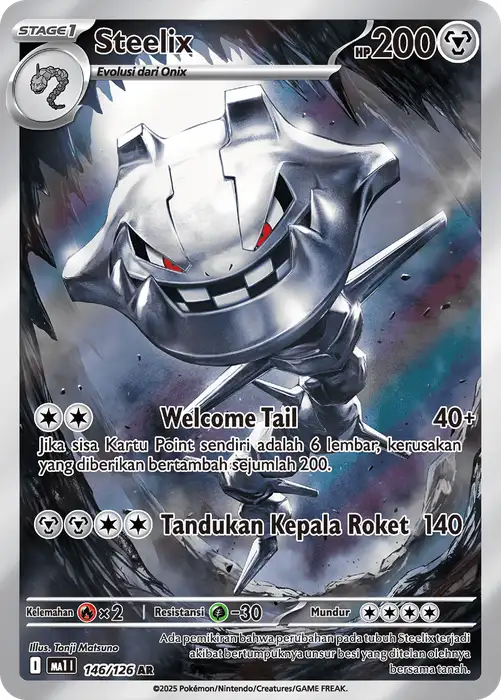 STAGE1
Steelix
HP 200
Evolusi dari Onix
Welcome Tail 40+
Jika sisa Kartu Point sendiri adalah 6 lembar, kerusakan
yang diberikan bertambah sejumlah 200.
Tandukan Kepala Roket 140
Kelemahan ×2 Resistansi -30 Mundur
Illus. Tonji Matsuno
Ada pemikiran bahwa perubahan pada tubuh Steelix terjadi
akibat bertumpuknya unsur besi yang ditelan olehnya
bersama tanah.
I MA1 I 146/126 AR
©2025 Pokémon/Nintendo/Creatures/GAME FREAK.